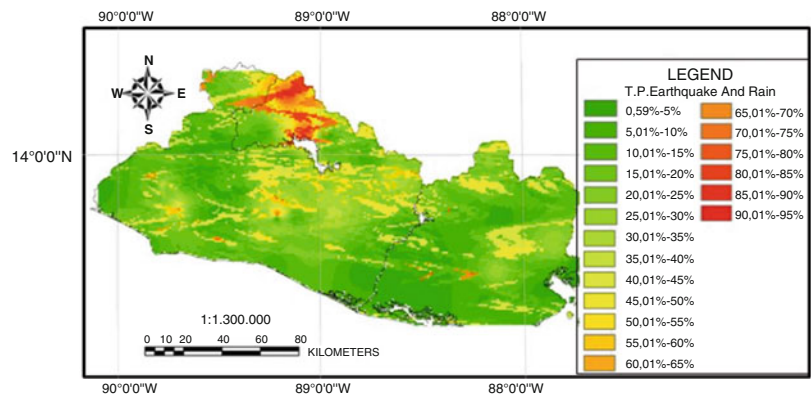 90°0'0"W 89°0'0"W 88°0'0"W
N
W E
S
14°0'0"N
LEGEND
T.P.Earthquake And Rain
0,59%-5%
5,01%-10%
10,01%-15%
15,01%-20%
20,01%-25%
25,01%-30%
30,01%-35%
35,01%-40%
40,01%-45%
45,01%-50%
50,01%-55%
55,01%-60%
60,01%-65%
65,01%-70%
70,01%-75%
75,01%-80%
80,01%-85%
85,01%-90%
90,01%-95%
1:1.300.000
0 10 20 40 60 80
KILOMETERS
90°0'0"W 89°0'0"W 88°0'0"W